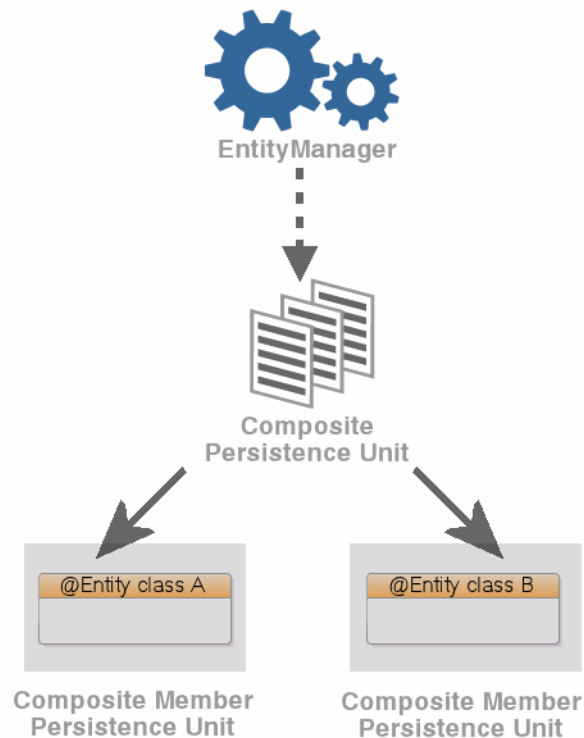 EntityManager
Composite
Persistence Unit
@Entity class A
@Entity class B
Composite Member
Persistence Unit
Composite Member
Persistence Unit